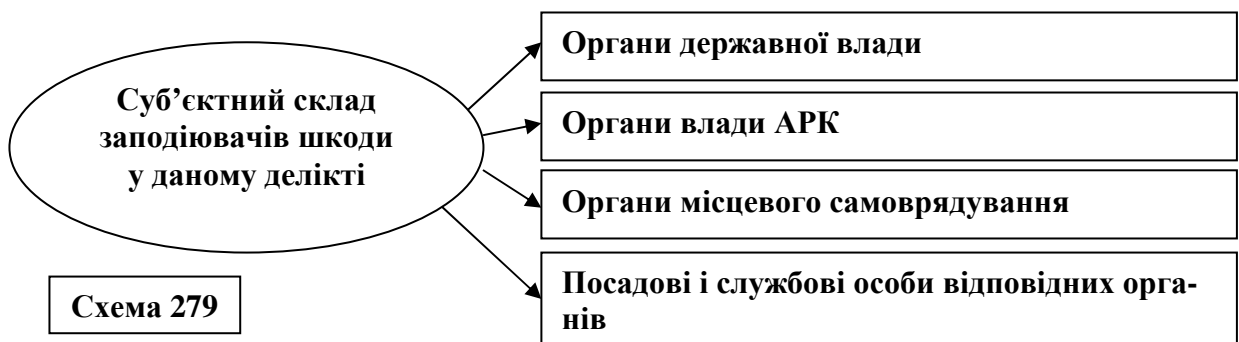 Суб’єктний склад
заподіювачів шкоди
у даному делікті
Органи державної влади
Органи влади АРК
Органи місцевого самоврядування
Посадові і службові особи відповідних орга-
нів
Схема 279